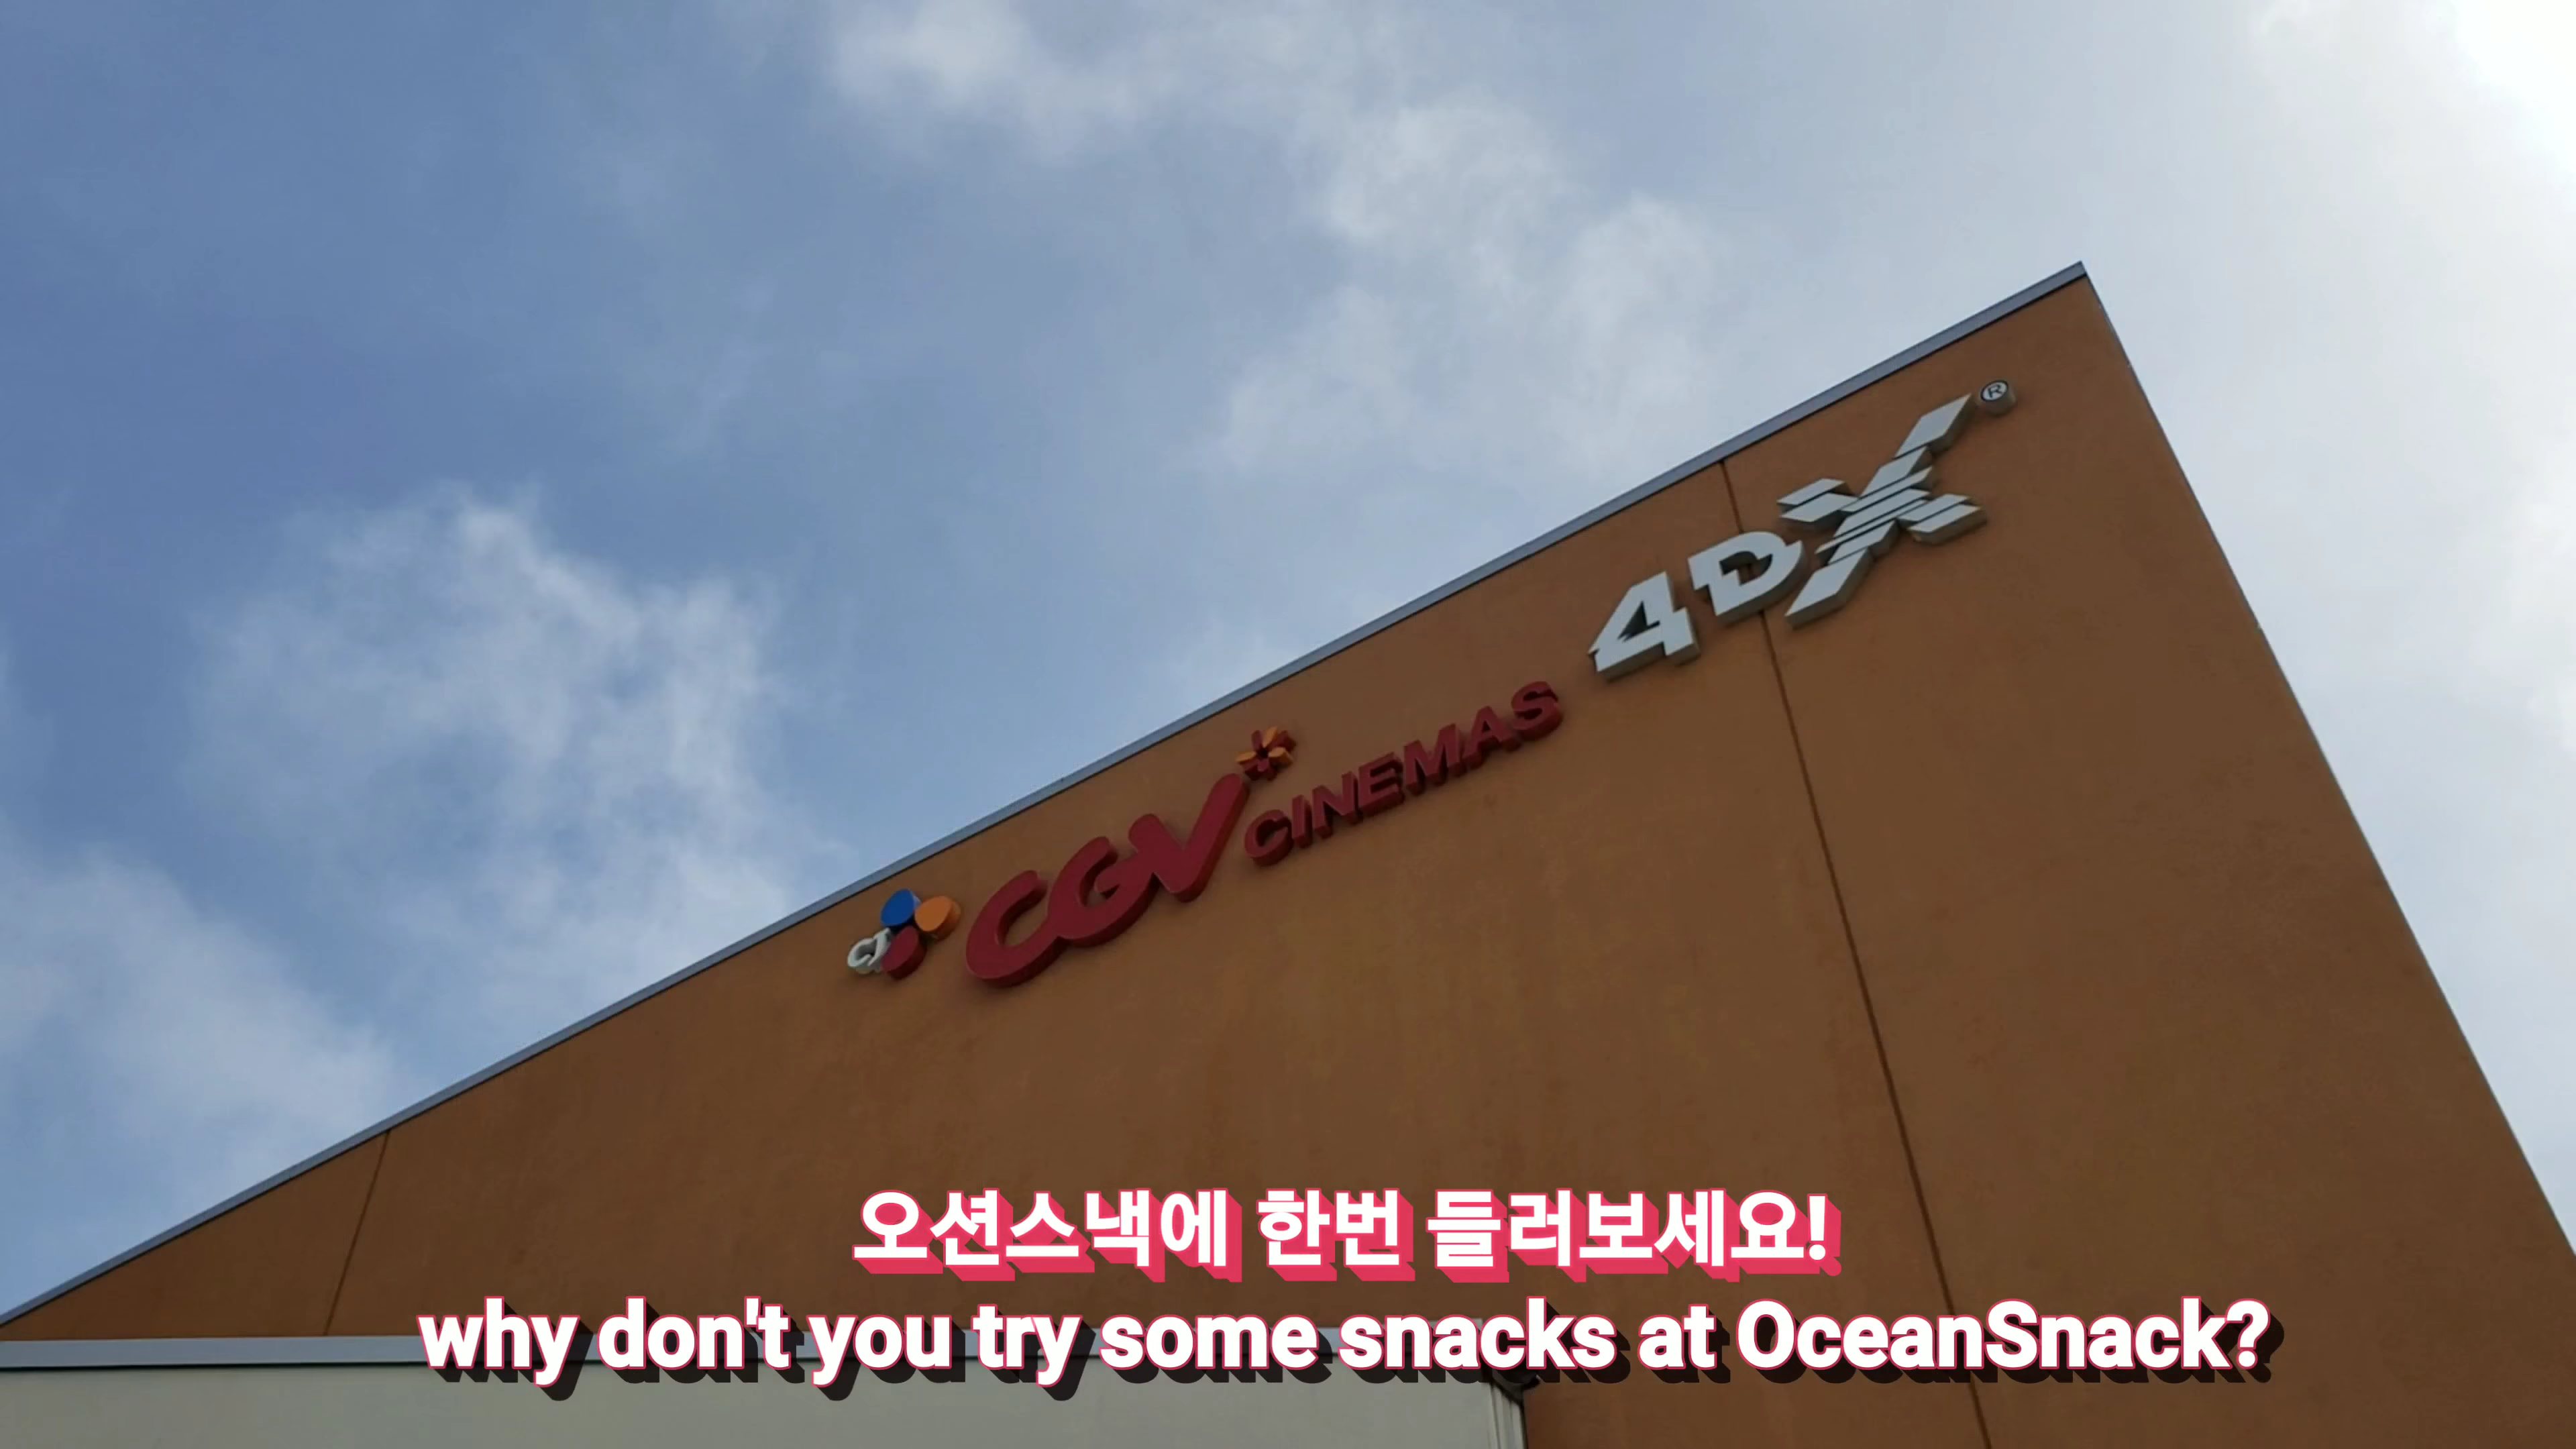 4DX®
CJ CGV CINEMAS
오션스낵에 한번 들러보세요!
why don't you try some snacks at OceanSnack?